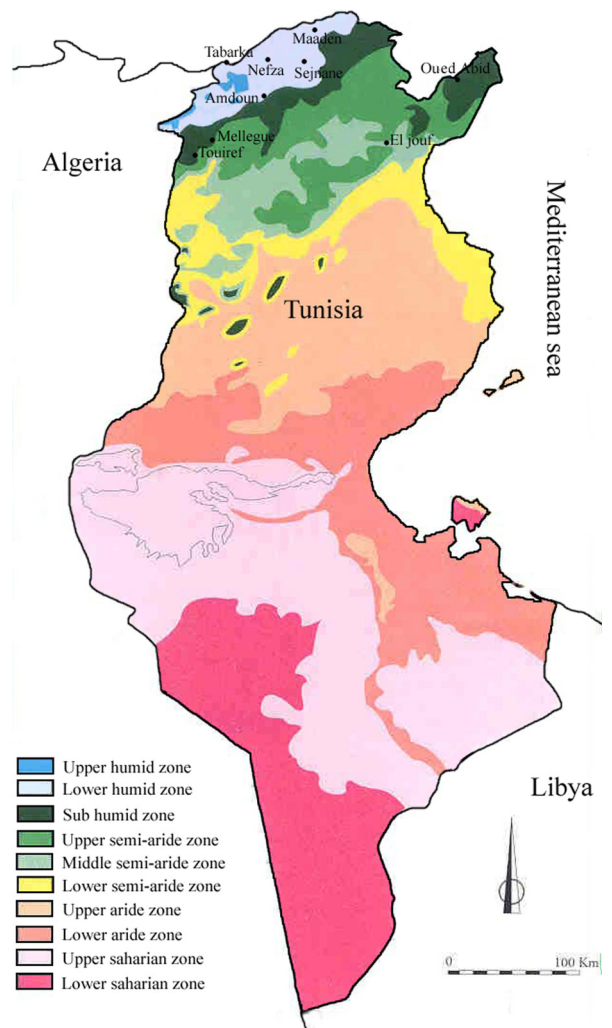 Maaden
Tabarka
Nefza
Sejnane
Oued Abid
Amdoun
Mellegue
El jouf
Touiref
Algeria
Mediterranean sea
Tunisia
Libya
Upper humid zone
Lower humid zone
Sub humid zone
Upper semi-aride zone
Middle semi-aride zone
Lower semi-aride zone
Upper aride zone
Lower aride zone
Upper saharian zone
Lower saharian zone
0 100 Km